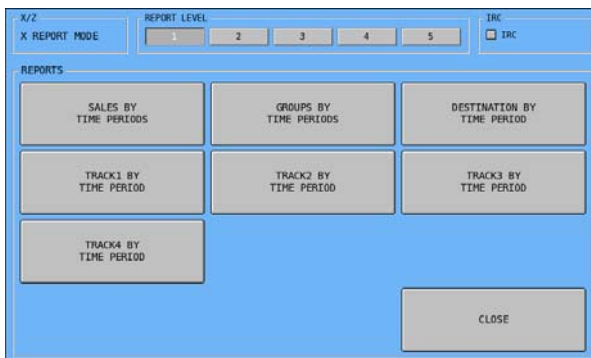 X/Z
REPORT LEVEL
IRC
X REPORT MODE
1
2
3
4
5
IRC
REPORTS
SALES BY
TIME PERIODS
GROUPS BY
TIME PERIODS
DESTINATION BY
TIME PERIOD
TRACK1 BY
TIME PERIOD
TRACK2 BY
TIME PERIOD
TRACK3 BY
TIME PERIOD
TRACK4 BY
TIME PERIOD
CLOSE